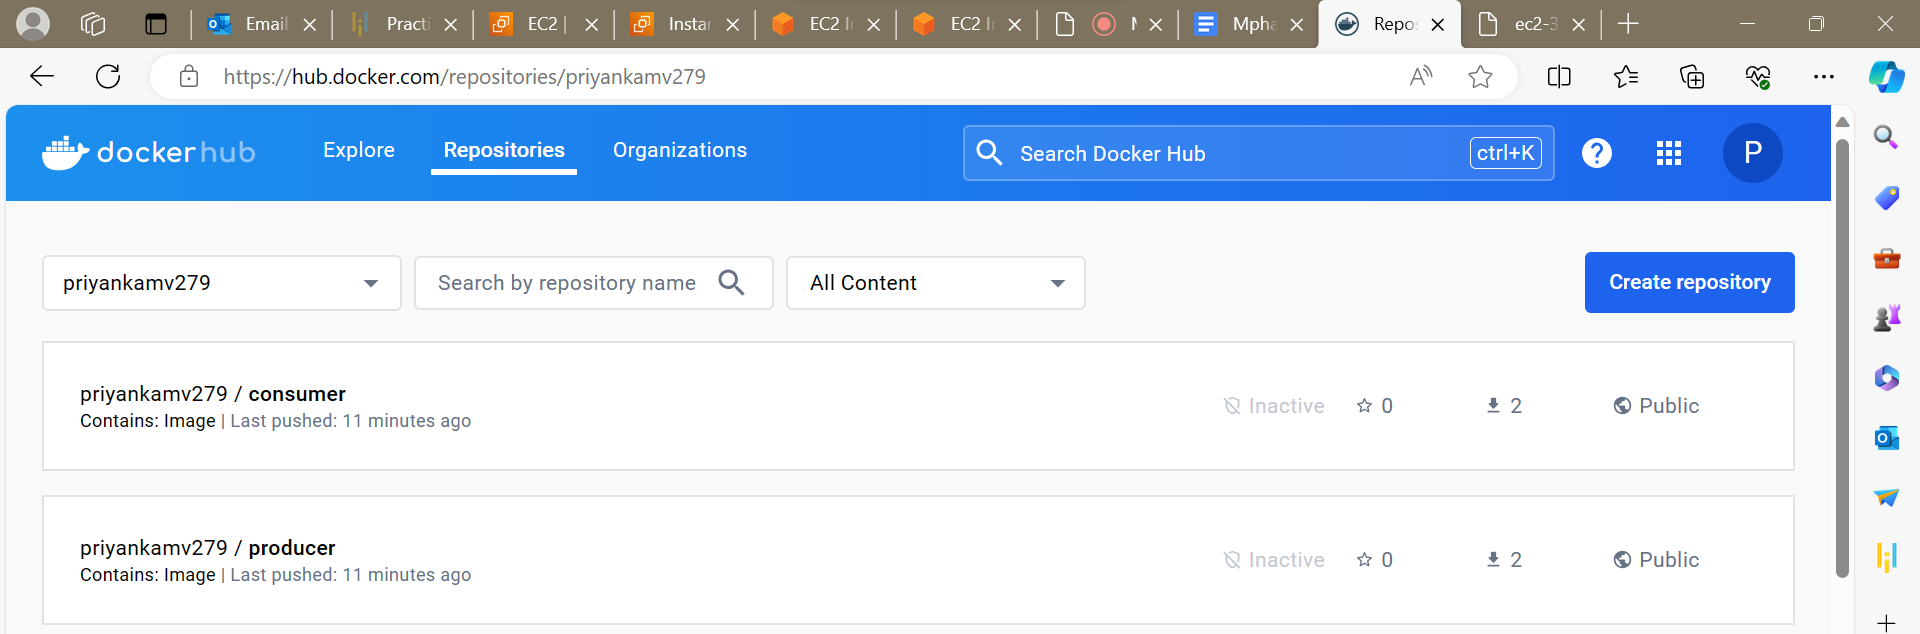 Email
Practi
EC2 |
Instar
EC2 In
EC2 In
Mpha
Repos
ec2-3
https://hub.docker.com/repositories/priyankamv279
docker hub
Explore
Repositories
Organizations
Search Docker Hub
ctrl+K
?
P
priyankamv279
Search by repository name
All Content
Create repository
priyankamv279 / consumer
Inactive
0
2
Public
Contains: Image | Last pushed: 11 minutes ago
priyankamv279 / producer
Inactive
0
2
Public
Contains: Image | Last pushed: 11 minutes ago